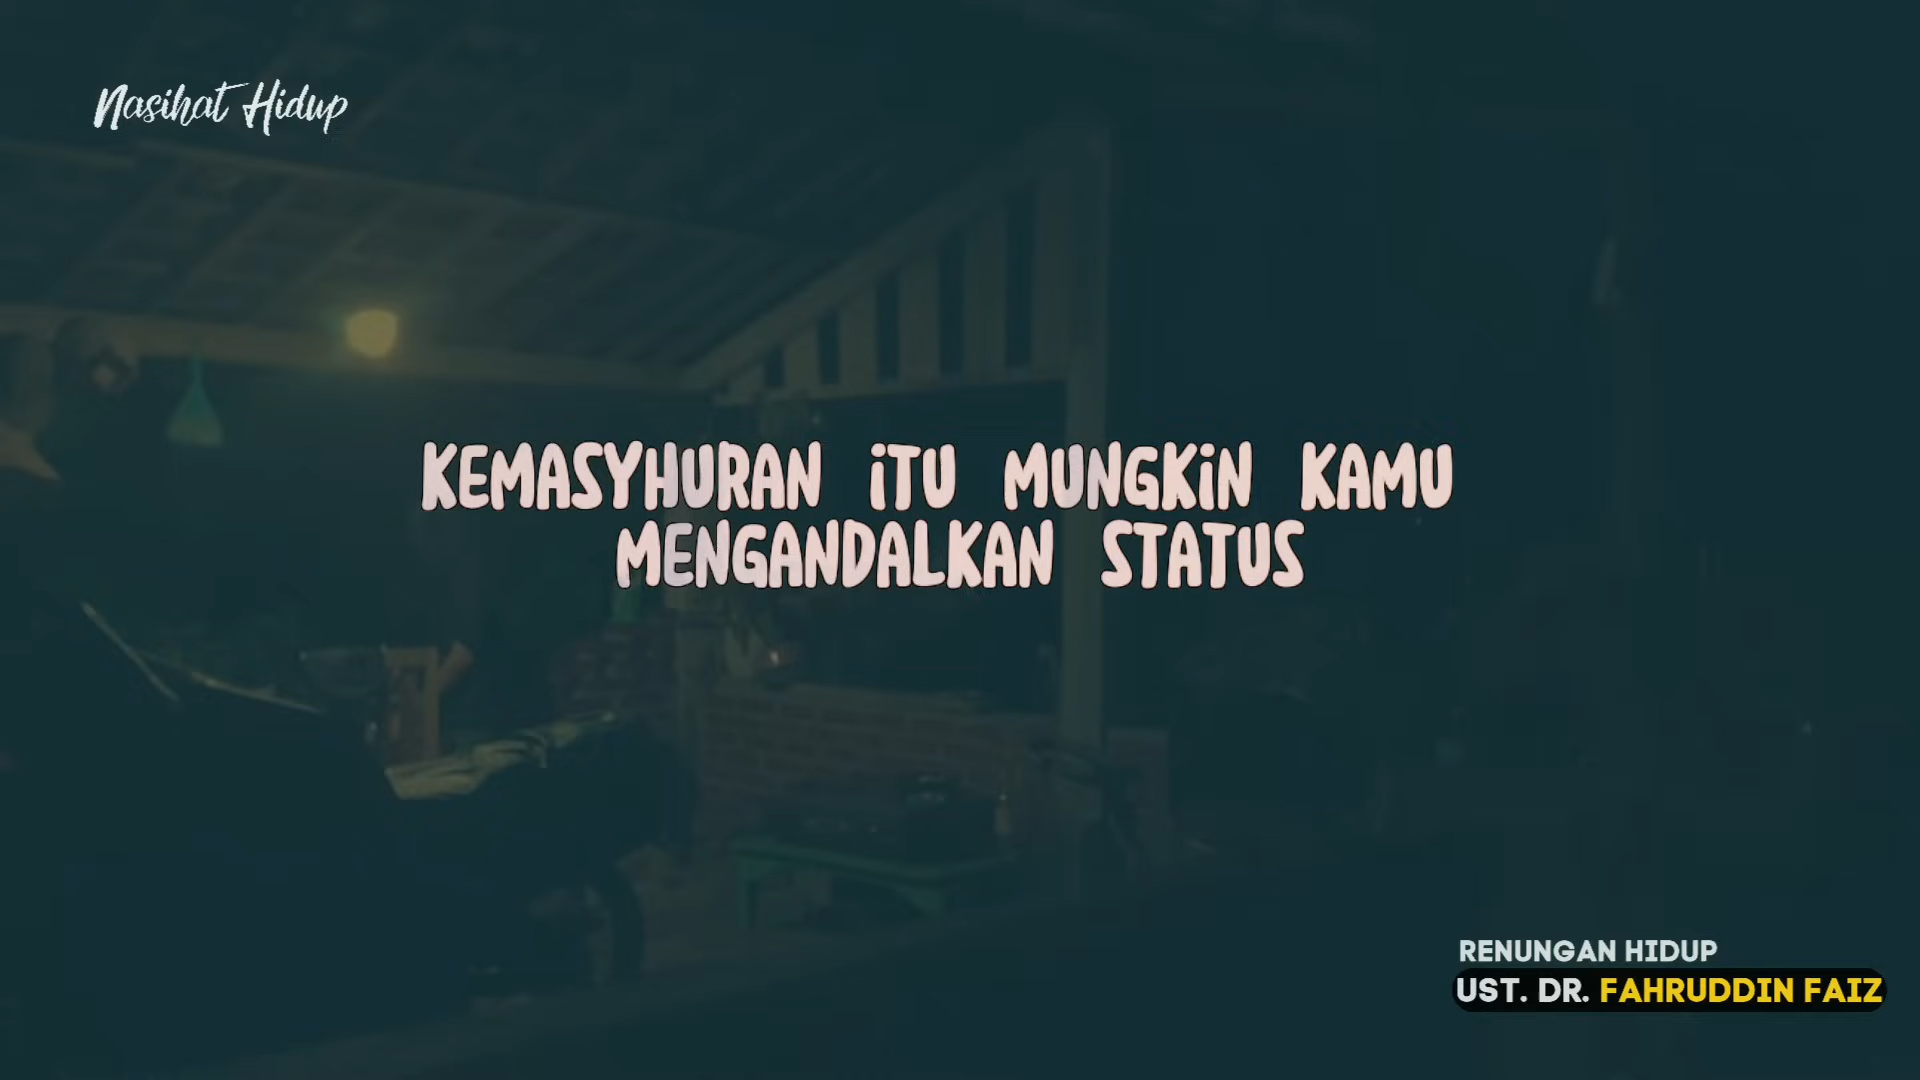 Nasihat Hidup
KEMASYHURAN iTU MUNGKiN KAMU
MENGANDALKAN STATUS
RENUNGAN HIDUP
UST. DR. FAHRUDDIN FAIZ